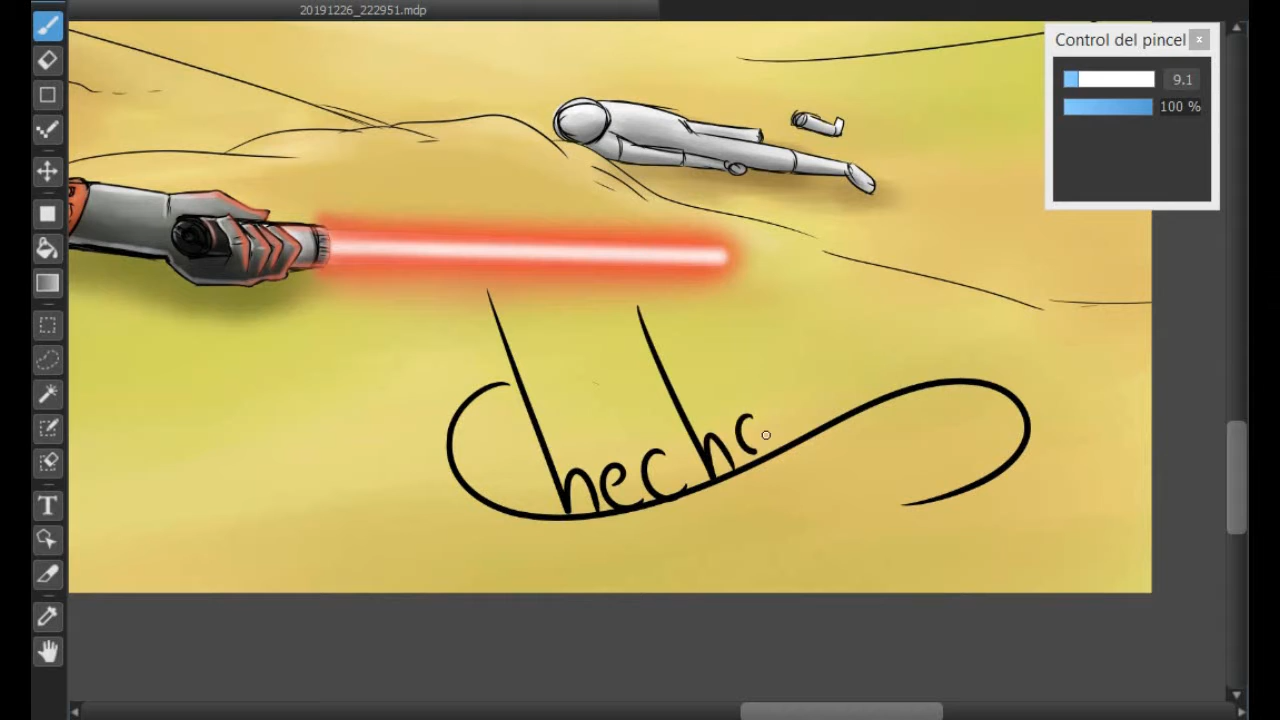 20191226_222951.mdp
Control del pincel
x
9.1
100 %
T
Chechc